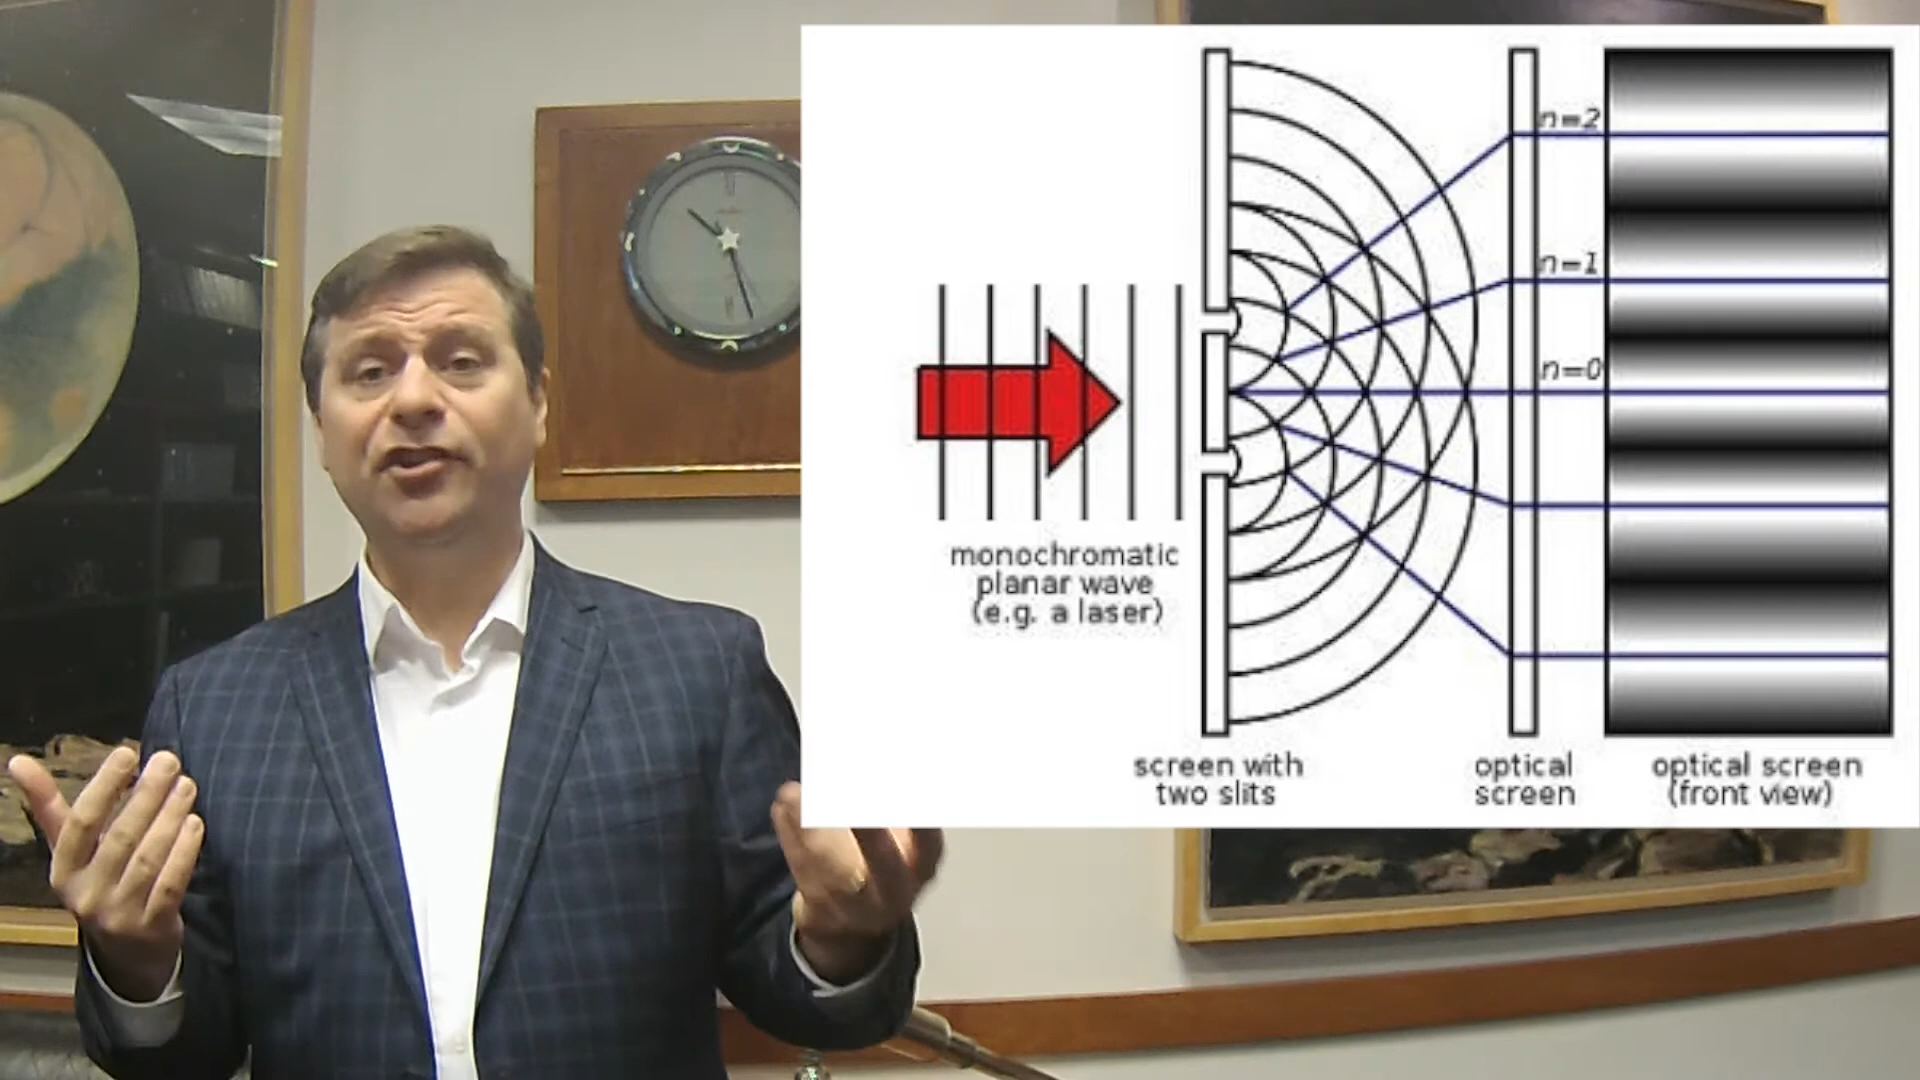 n=2
n=1
n=0
monochromatic
planar wave
(e.g. a laser)
screen with
two slits
optical
screen
optical screen
(front view)